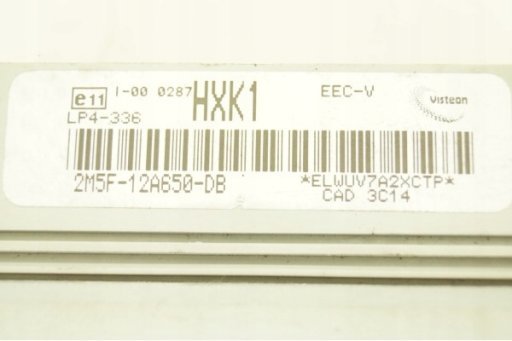 e11 I-00 0287 HXK1 EEC-V Visteon
LP4-336
2M5F-12A650-DB *ELWUV7A2XCTP*
CAD 3C14